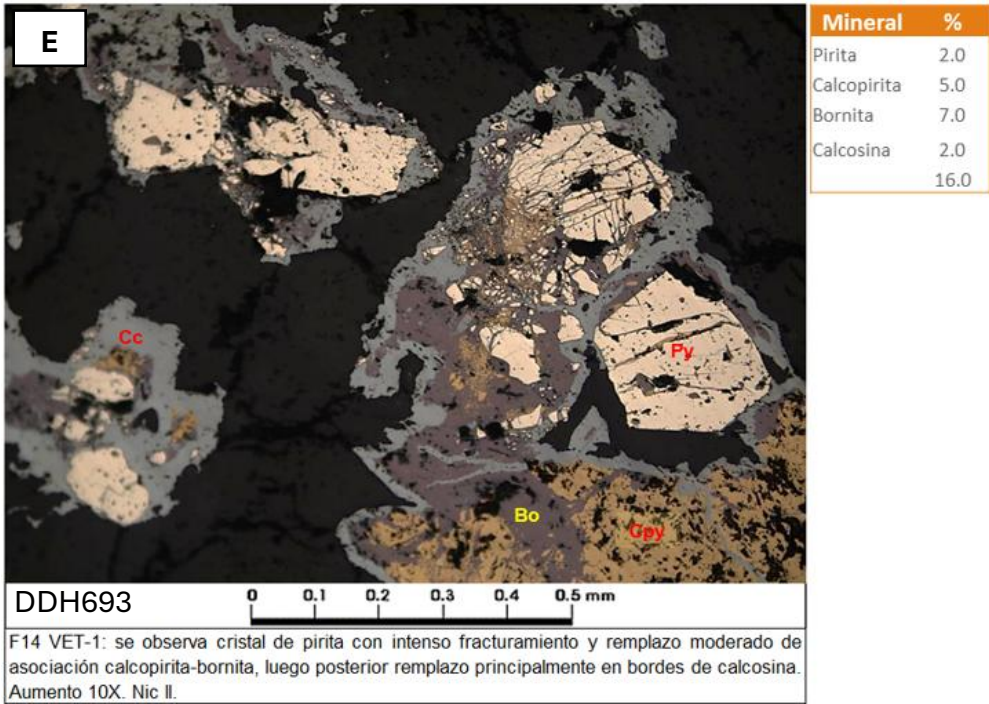 E
Mineral %
Pirita 2.0
Calcopirita 5.0
Bornita 7.0
Calcosina 2.0
16.0
Cc
Py
Bo
Cpy
DDH693
0 0.1 0.2 0.3 0.4 0.5 mm
F14 VET-1: se observa cristal de pirita con intenso fracturamiento y remplazo moderado de
asociación calcopirita-bornita, luego posterior remplazo principalmente en bordes de calcosina.
Aumento 10X. Nic II.